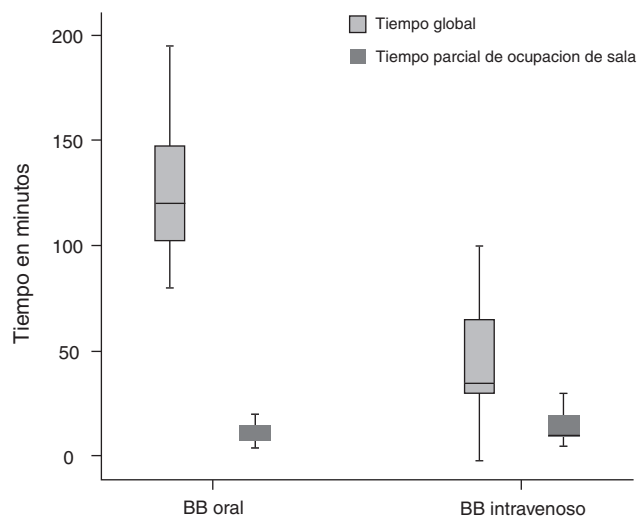 Tiempo global
Tiempo parcial de ocupacion de sala
Tiempo en minutos
200
150
100
50
0
BB oral
BB intravenoso